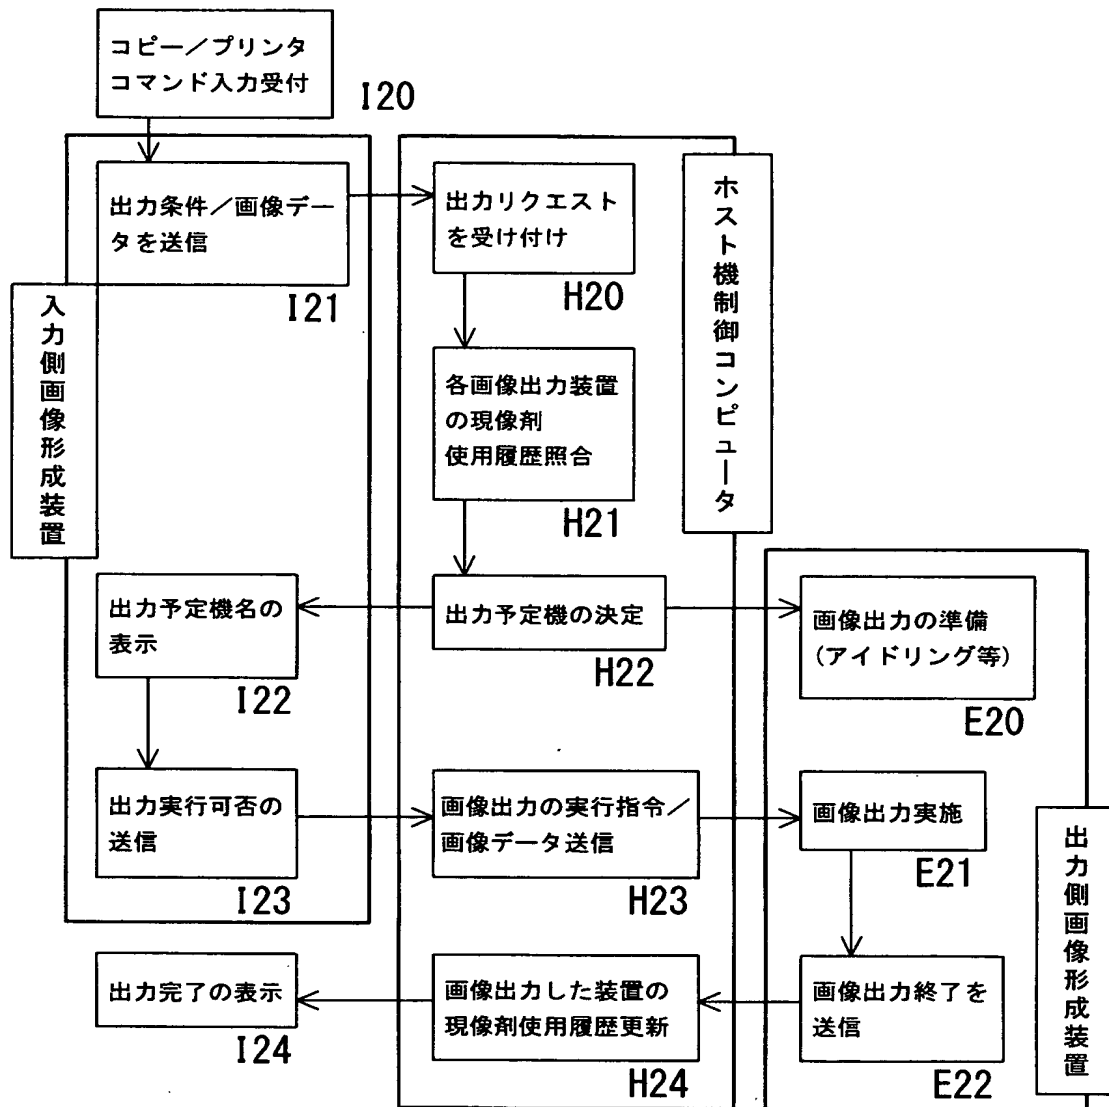 コピー／プリンタ
コマンド入力受付
I20
出力条件／画像デー
タを送信
I21
入力側画像形成装置
出力リクエスト
を受け付け
H20
ホスト機制御コンピュータ
各画像出力装置
の現像剤
使用履歴照合
H21
出力予定機名の
表示
I22
出力予定機の決定
H22
画像出力の準備
(アイドリング等)
E20
出力実行可否の
送信
I23
画像出力の実行指令／
画像データ送信
H23
画像出力実施
E21
出力側画像形成装置
出力完了の表示
I24
画像出力した装置の
現像剤使用履歴更新
H24
画像出力終了を
送信
E22